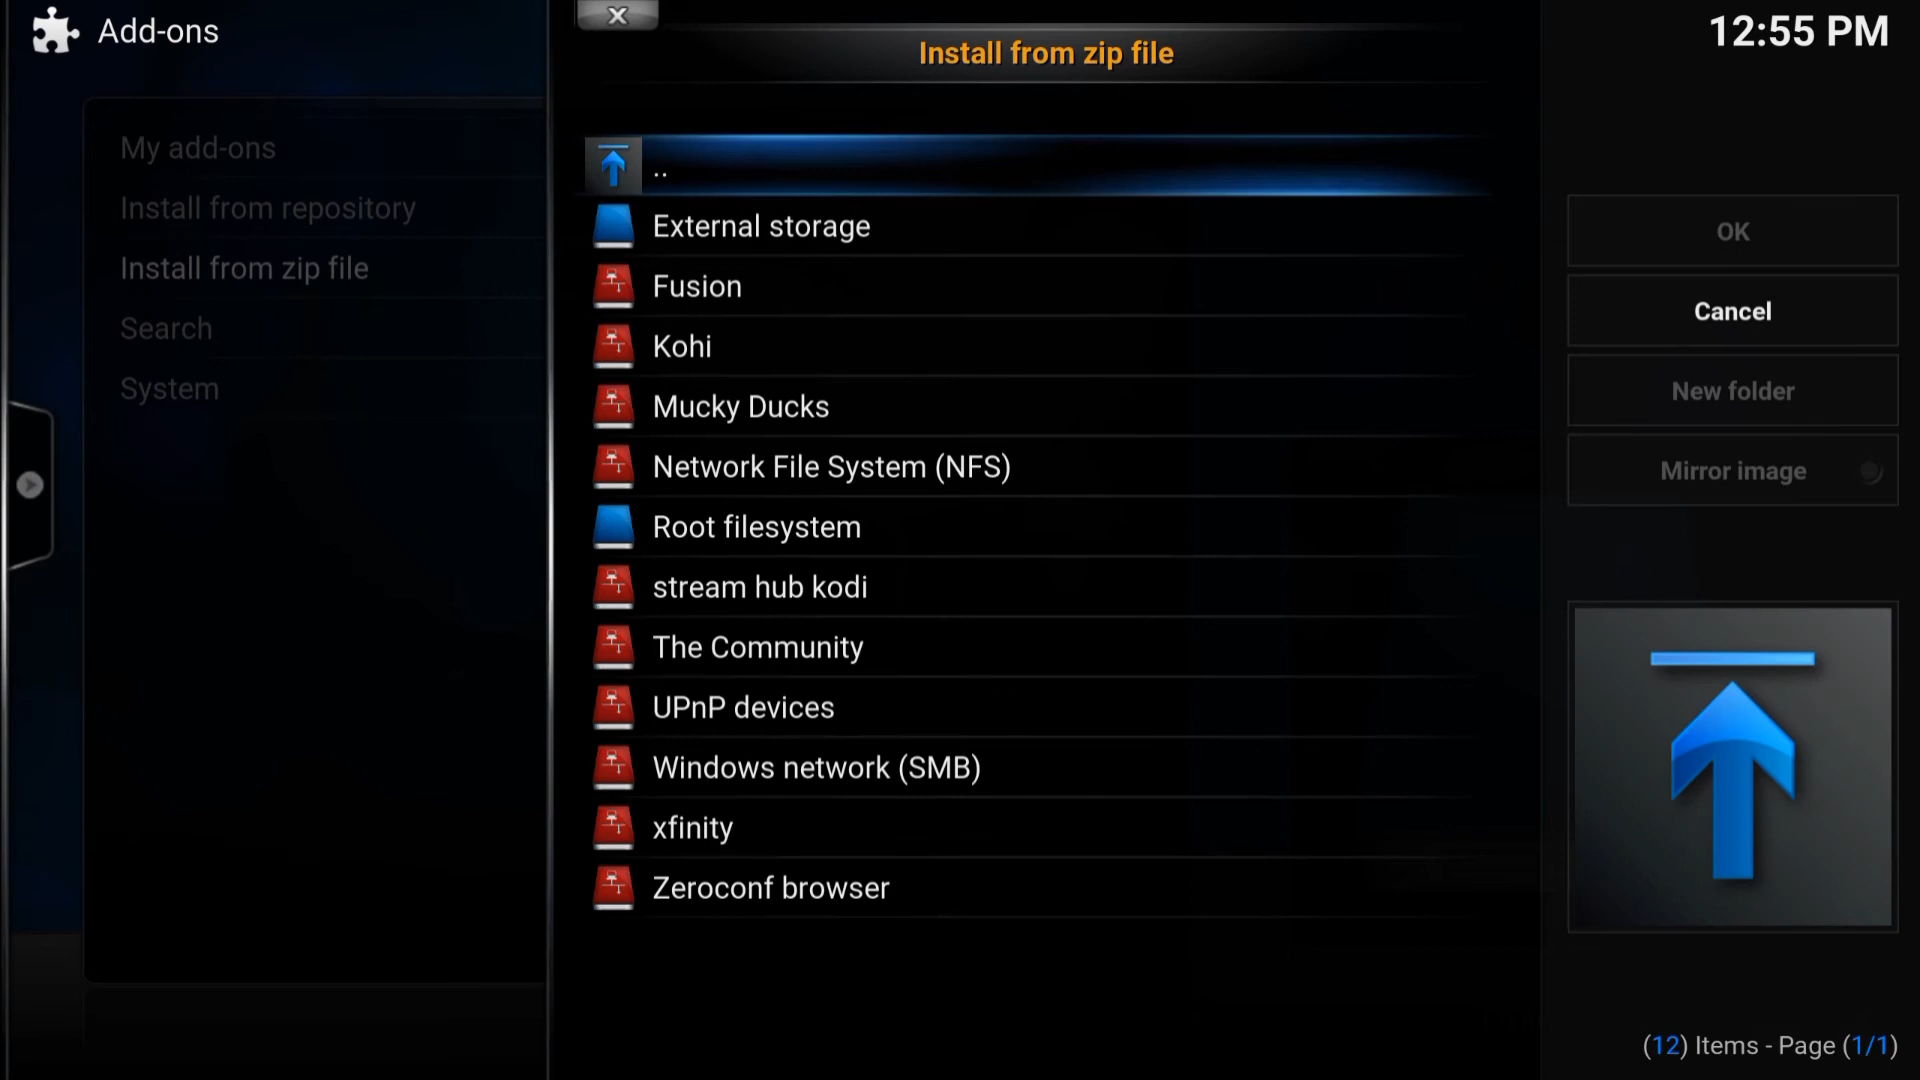 Add-ons
X
Install from zip file
12:55 PM
My add-ons
Install from repository
Install from zip file
Search
System
..
External storage
Fusion
Kohi
Mucky Ducks
Network File System (NFS)
Root filesystem
stream hub kodi
The Community
UPnP devices
Windows network (SMB)
xfinity
Zeroconf browser
OK
Cancel
New folder
Mirror image
(12) Items - Page (1/1)